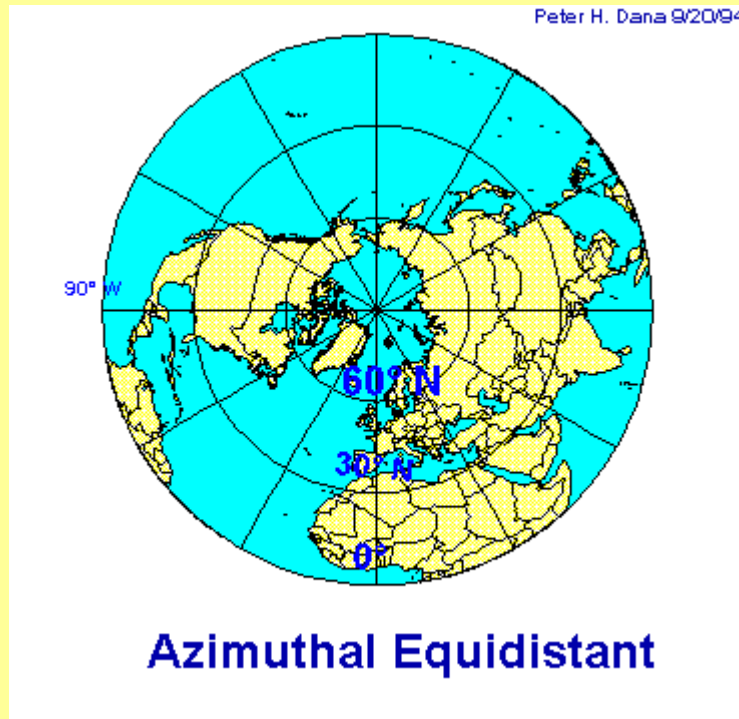 Peter H. Dana 9/20/94
90° W
60° N
30° N
0°
Azimuthal Equidistant